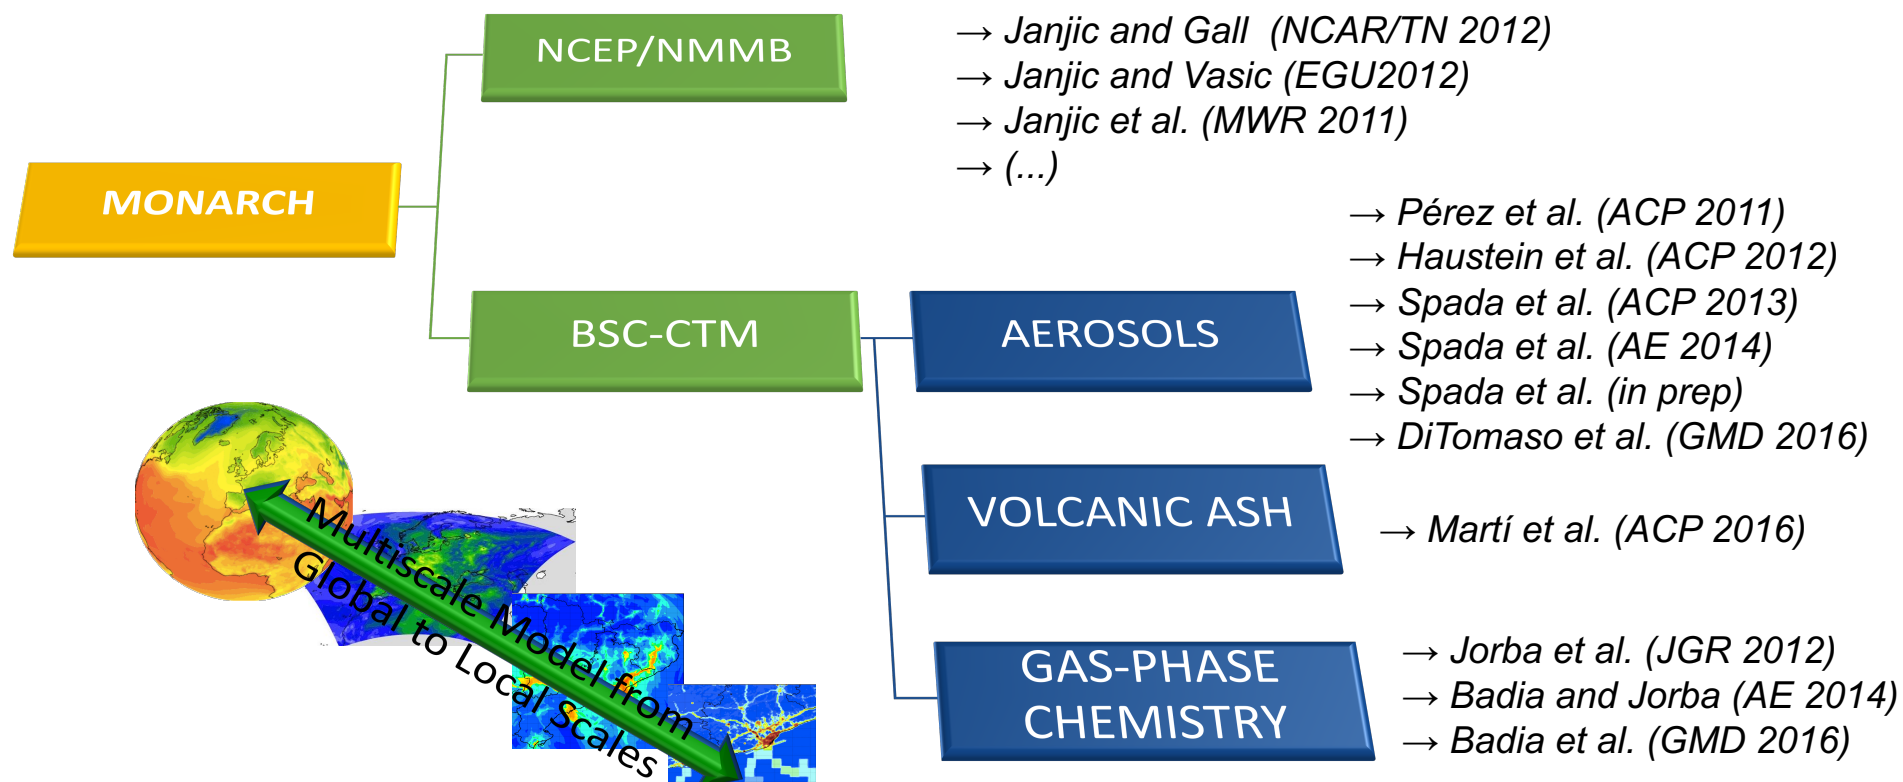 NCEP/NMMB
→ Janjic and Gall (NCAR/TN 2012)
→ Janjic and Vasic (EGU2012)
→ Janjic et al. (MWR 2011)
→ (...)
MONARCH
BSC-CTM
AEROSOLS
→ Pérez et al. (ACP 2011)
→ Haustein et al. (ACP 2012)
→ Spada et al. (ACP 2013)
→ Spada et al. (AE 2014)
→ Spada et al. (in prep)
→ DiTomaso et al. (GMD 2016)
VOLCANIC ASH
→ Martí et al. (ACP 2016)
GAS-PHASE
CHEMISTRY
→ Jorba et al. (JGR 2012)
→ Badia and Jorba (AE 2014)
→ Badia et al. (GMD 2016)
Multiscale Model from
Global to Local Scales